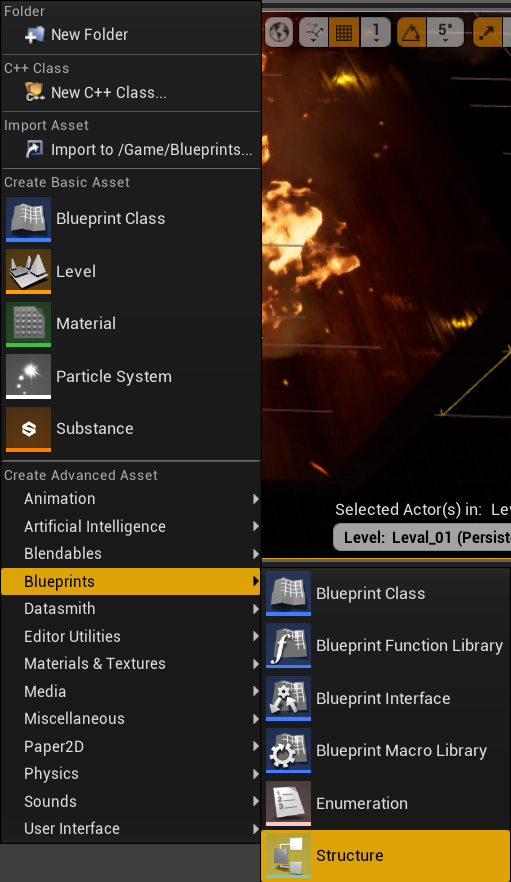 Folder
New Folder
C++ Class
New C++ Class...
Import Asset
Import to /Game/Blueprints...
Create Basic Asset
Blueprint Class
Level
Material
Particle System
Substance
Create Advanced Asset
Animation
Artificial Intelligence
Blendables
Blueprints
Datasmith
Editor Utilities
Materials & Textures
Media
Miscellaneous
Paper2D
Physics
Sounds
User Interface
1
5°
Selected Actor(s) in: Lev
Level: Leval_01 (Persist
Blueprint Class
Blueprint Function Library
Blueprint Interface
Blueprint Macro Library
Enumeration
Structure